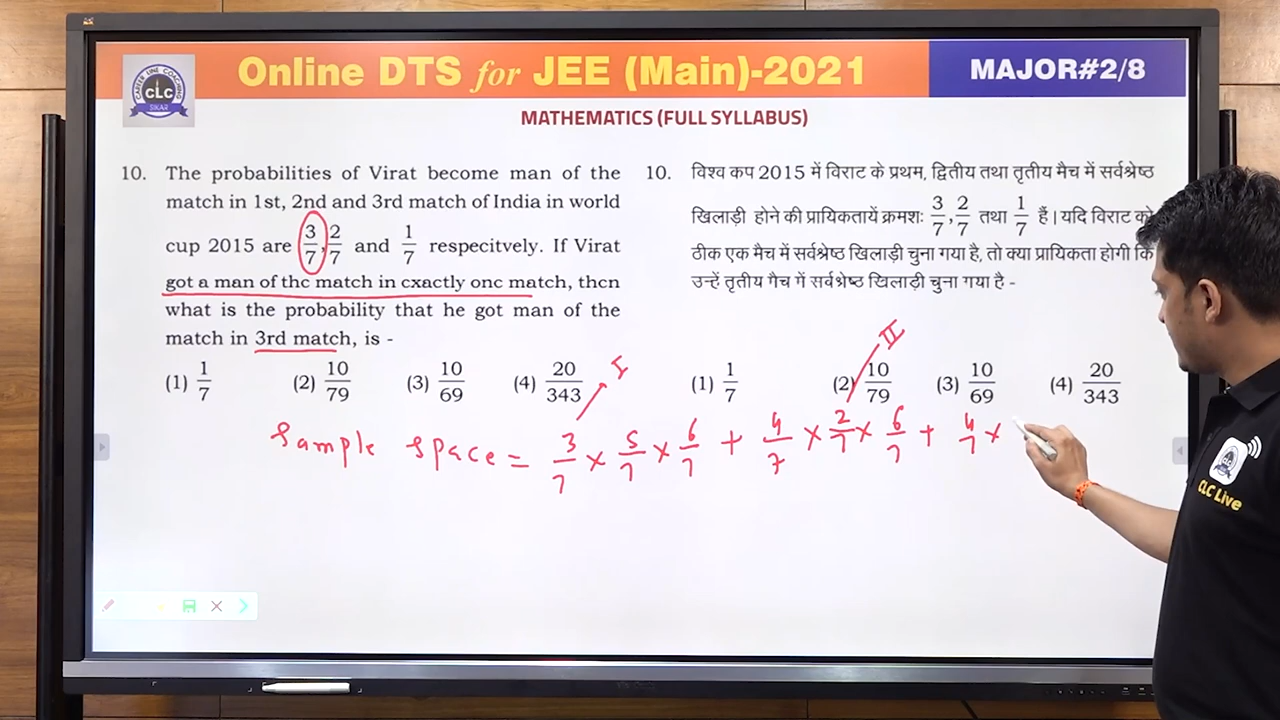 Online DTS for JEE (Main)-2021
MAJOR#2/8
CAREER LINE COACHING
CLC
SIKAR
MATHEMATICS (FULL SYLLABUS)
10. The probabilities of Virat become man of the
match in 1st, 2nd and 3rd match of India in world
cup 2015 are 3/7, 2/7 and 1/7 respecitvely. If Virat
got a man of thc match in cxactly onc match, thcn
what is the probability that he got man of the
match in 3rd match, is -
(1) 1/7 (2) 10/79 (3) 10/69 (4) 20/343
10. विश्व कप 2015 में विराट के प्रथम, द्वितीय तथा तृतीय मैच में सर्वश्रेष्ठ
खिलाड़ी होने की प्रायिकतायें क्रमशः 3/7, 2/7 तथा 1/7 हैं। यदि विराट को
ठीक एक मैच में सर्वश्रेष्ठ खिलाड़ी चुना गया है, तो क्या प्रायिकता होगी कि
उन्हें तृतीय गैच में सर्वश्रेष्ठ खिलाड़ी चुना गया है -
(1) 1/7 (2) 10/79 (3) 10/69 (4) 20/343
I
II
Sample space = 3/7 × 5/7 × 6/7 + 4/7 × 2/7 × 6/7 + 4/7 ×
CLC Live